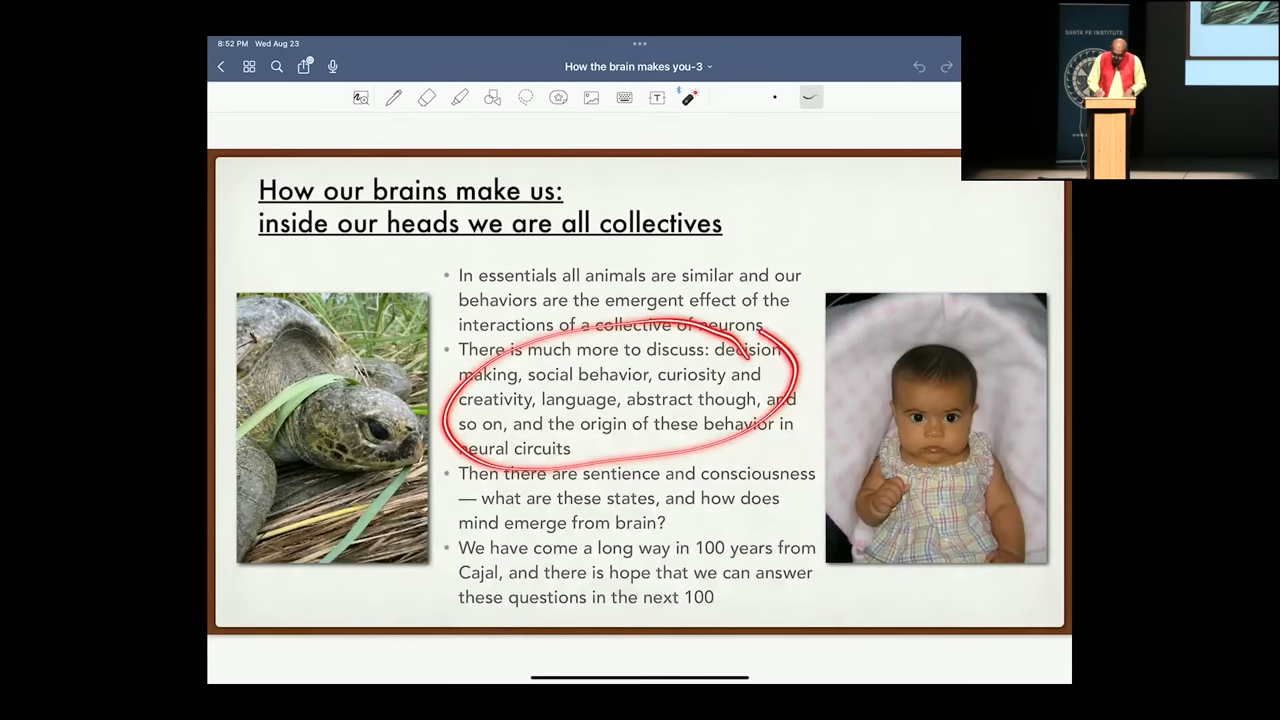 8:52 PM Wed Aug 23
How the brain makes you-3
SANTA FE INSTITUTE
How our brains make us:
inside our heads we are all collectives
• In essentials all animals are similar and our
behaviors are the emergent effect of the
interactions of a collective of neurons
• There is much more to discuss: decision
making, social behavior, curiosity and
creativity, language, abstract though, and
so on, and the origin of these behavior in
neural circuits
• Then there are sentience and consciousness
— what are these states, and how does
mind emerge from brain?
• We have come a long way in 100 years from
Cajal, and there is hope that we can answer
these questions in the next 100